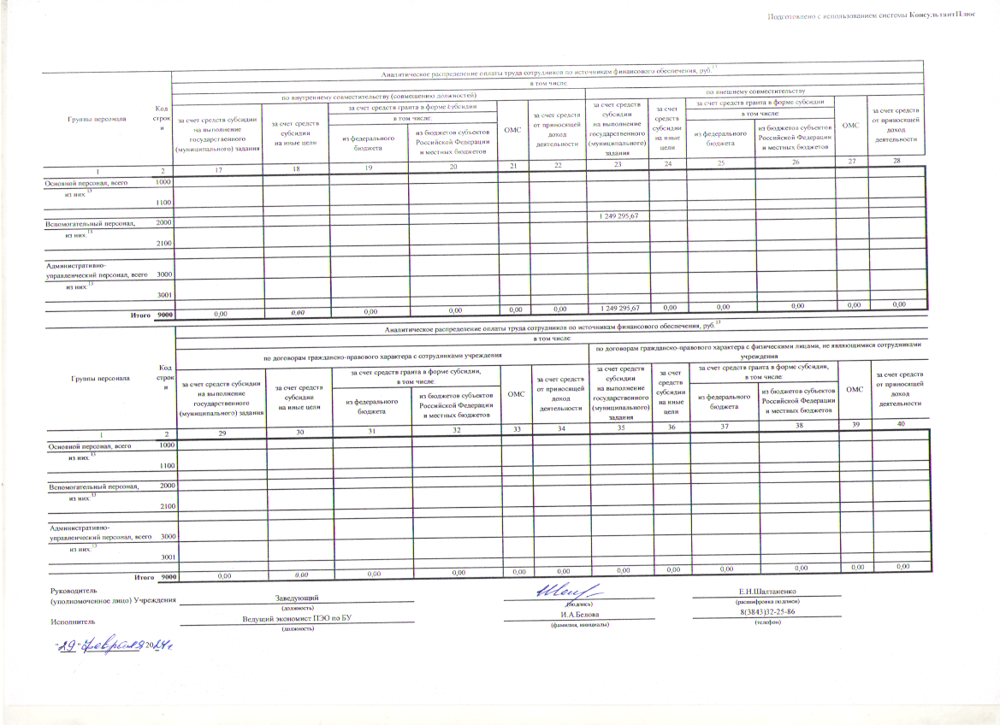 Подготовлено с использованием системы КонсультантПлюс
Аналитическое распределение оплаты труда сотрудников по источникам финансового обеспечения, руб.13
в том числе:
по внутреннему совместительству (совмещению должностей)
по внешнему совместительству
Группы персонала
Код
строк
и
за счет средств субсидии
на выполнение
государственного
(муниципального) задания
за счет средств
субсидии
на иные цели
за счет средств гранта в форме субсидии
в том числе:
из федерального
бюджета
из бюджетов субъектов
Российской Федерации
и местных бюджетов
ОМС
за счет средств
от приносящей
доход
деятельности
за счет средств
субсидии
на выполнение
государственного
(муниципального)
задания
за счет
средств
субсидии
на иные
цели
за счет средств гранта в форме субсидии
в том числе:
из федерального
бюджета
из бюджетов субъектов
Российской Федерации
и местных бюджетов
ОМС
за счет средств
от приносящей
доход
деятельности
1 2 17 18 19 20 21 22 23 24 25 26 27 28
Основной персонал, всего 1000
из них:13
1100
Вспомогательный персонал, 2000 1 249 295,67
из них:13
2100
Административно-
управленческий персонал, всего 3000
из них:13
3001
Итого 9000 0,00 0,00 0,00 0,00 0,00 0,00 1 249 295,67 0,00 0,00 0,00 0,00 0,00
Аналитическое распределение оплаты труда сотрудников по источникам финансового обеспечения, руб.13
в том числе:
по договорам гражданско-правового характера с сотрудниками учреждения
по договорам гражданско-правового характера с физическими лицами, не являющимися сотрудниками
учреждения
Группы персонала
Код
строк
и
за счет средств субсидии
на выполнение
государственного
(муниципального) задания
за счет средств
субсидии
на иные цели
за счет средств гранта в форме субсидии,
в том числе:
из федерального
бюджета
из бюджетов субъектов
Российской Федерации
и местных бюджетов
ОМС
за счет средств
от приносящей
доход
деятельности
за счет средств
субсидии
на выполнение
государственного
(муниципального)
задания
за счет
средств
субсидии
на иные
цели
за счет средств гранта в форме субсидии,
в том числе:
из федерального
бюджета
из бюджетов субъектов
Российской Федерации
и местных бюджетов
ОМС
за счет средств
от приносящей
доход
деятельности
1 2 29 30 31 32 33 34 35 36 37 38 39 40
Основной персонал, всего 1000
из них:13
1100
Вспомогательный персонал, 2000
из них:13
2100
Административно-
управленческий персонал, всего 3000
из них:13
3001
Итого 9000 0,00 0,00 0,00 0,00 0,00 0,00 0,00 0,00 0,00 0,00 0,00 0,00
Руководитель
(уполномоченное лицо) Учреждения Заведующий Е.Н.Шалтаненко
(должность) (подпись) (расшифровка подписи)
Исполнитель Ведущий экономист ПЭО по БУ И.А.Белова 8(3843)32-25-86
(должность) (фамилия, инициалы) (телефон)
"29" февраля 2024г.